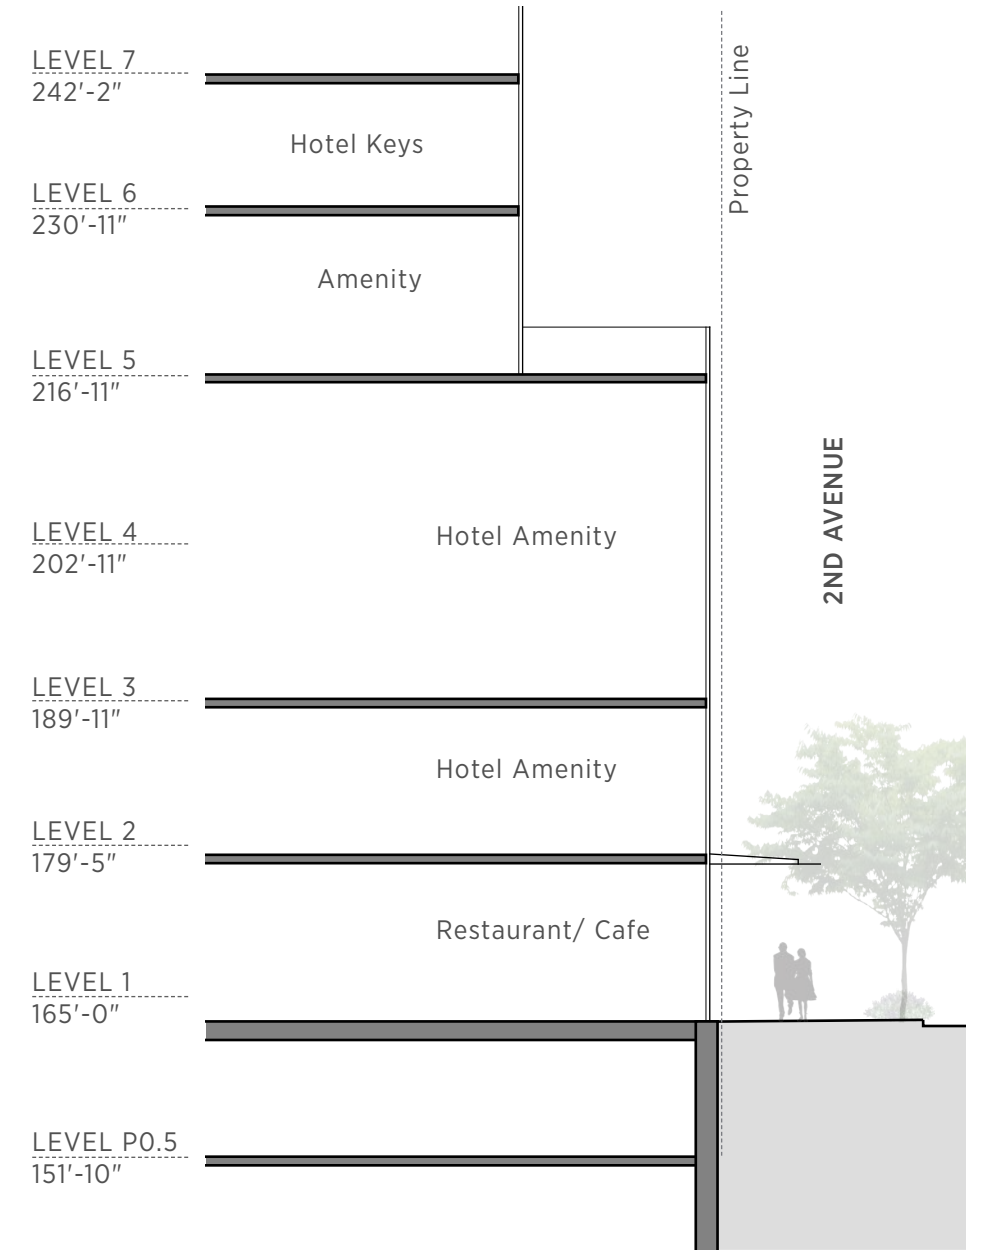 LEVEL 7
242'-2"
Property Line
Hotel Keys
LEVEL 6
230'-11"
Amenity
LEVEL 5
216'-11"
2ND AVENUE
LEVEL 4
202'-11"
Hotel Amenity
LEVEL 3
189'-11"
Hotel Amenity
LEVEL 2
179'-5"
Restaurant/ Cafe
LEVEL 1
165'-0"
LEVEL P0.5
151'-10"